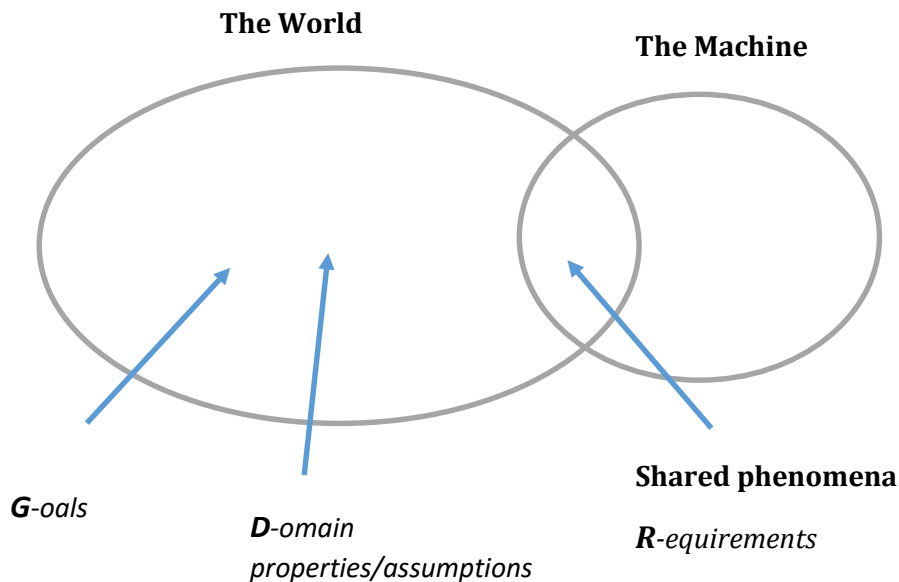 The World
The Machine
G-oals
D-omain
properties/assumptions
Shared phenomena
R-equirements